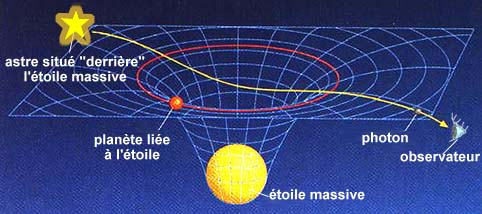 astre situé "derrière"
l'étoile massive
planète liée
à l'étoile
photon
observateur
étoile massive